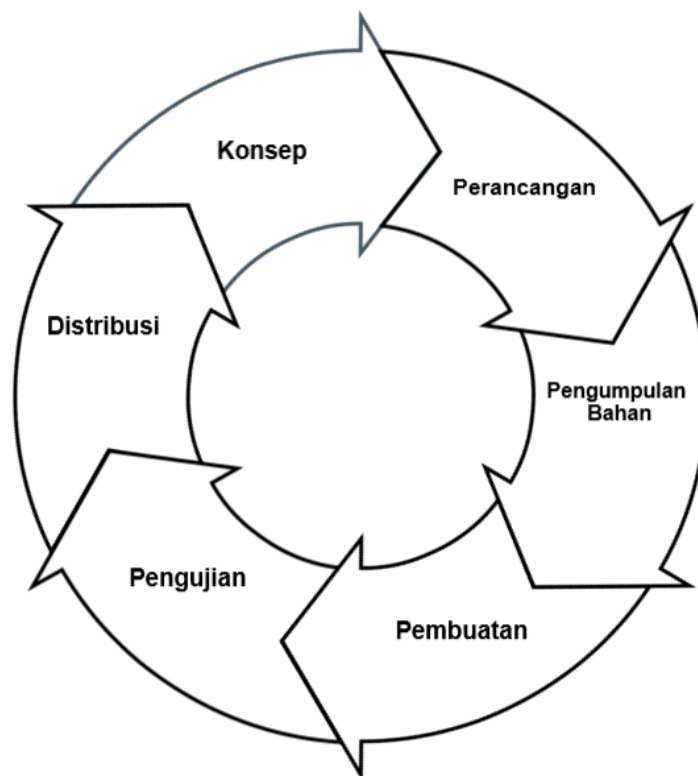 Konsep
Perancangan
Pengumpulan
Bahan
Pembuatan
Pengujian
Distribusi